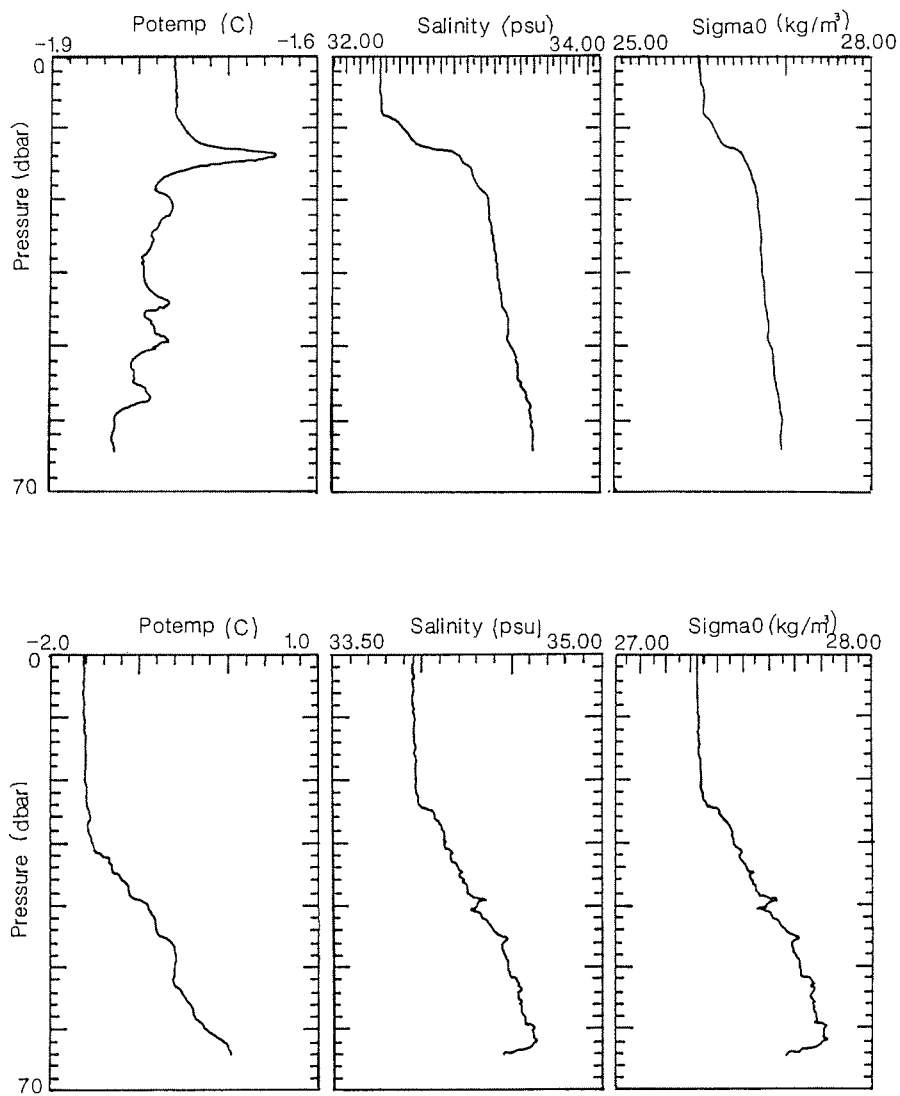 Potemp (C) Salinity (psu) Sigma0 (kg/m³)
-1.9 -1.6 32.00 34.00 25.00 28.00
0
Pressure (dbar)
70
Potemp (C) Salinity (psu) Sigma0 (kg/m³)
-2.0 1.0 33.50 35.00 27.00 28.00
0
Pressure (dbar)
70